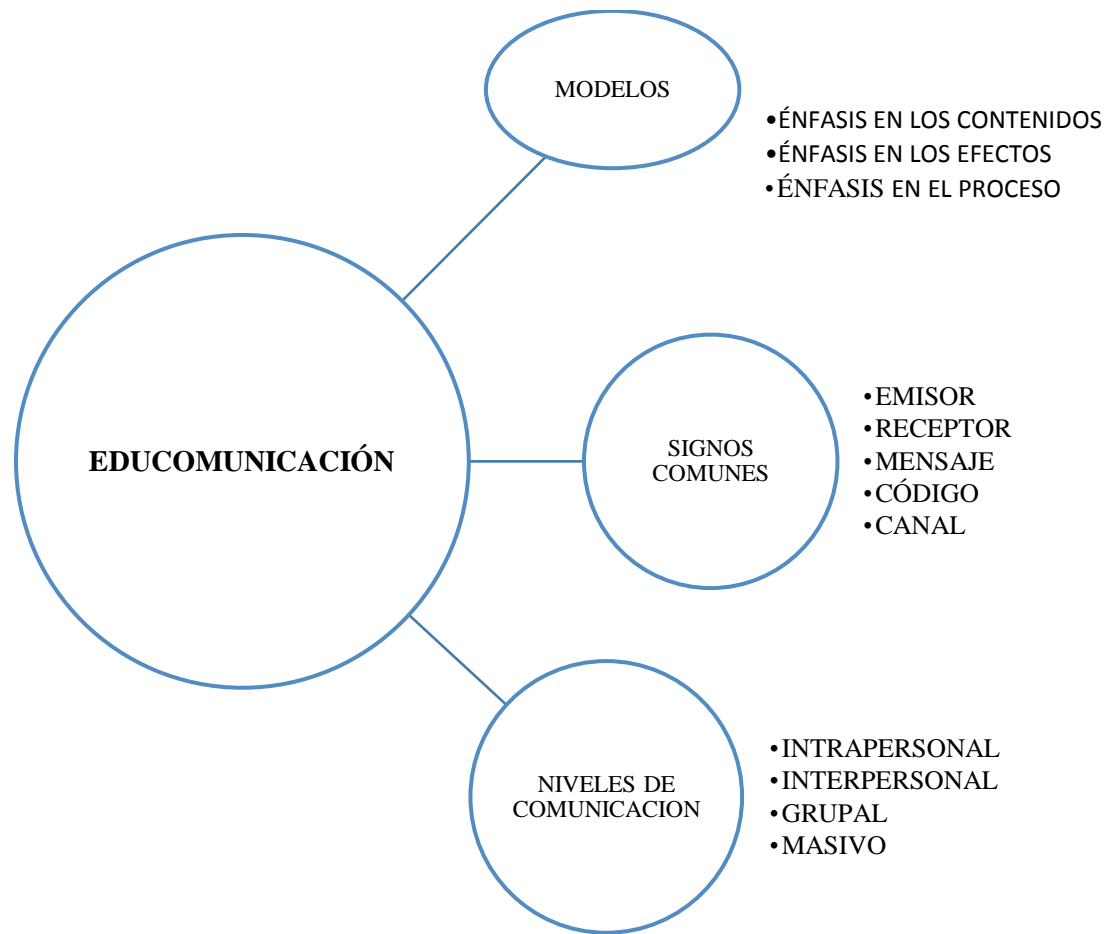 MODELOS
•ÉNFASIS EN LOS CONTENIDOS
•ÉNFASIS EN LOS EFECTOS
•ÉNFASIS EN EL PROCESO
EDUCOMUNICACIÓN
SIGNOS
COMUNES
•EMISOR
•RECEPTOR
•MENSAJE
•CÓDIGO
•CANAL
NIVELES DE
COMUNICACION
•INTRAPERSONAL
•INTERPERSONAL
•GRUPAL
•MASIVO